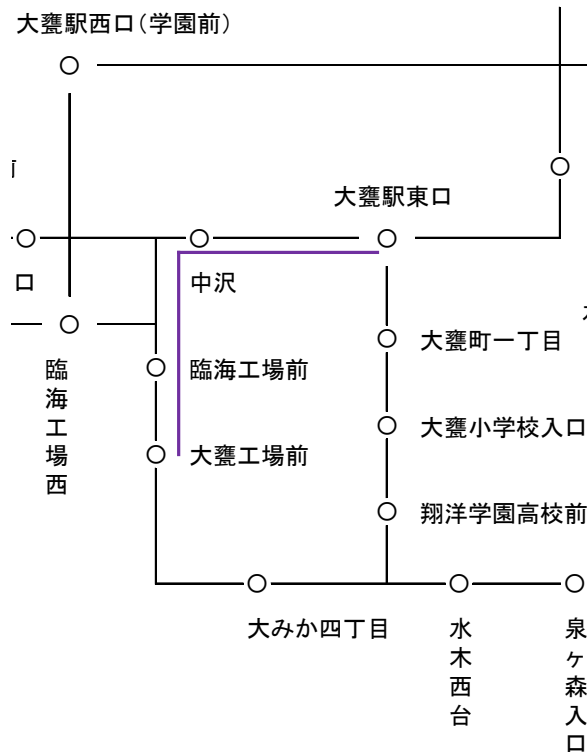 大甕駅西口（学園前）
大甕駅東口
口
中沢
大甕町一丁目
臨海工場前
臨海工場西
大甕小学校入口
大甕工場前
翔洋学園高校前
大みか四丁目
水木西台
泉ヶ森入口